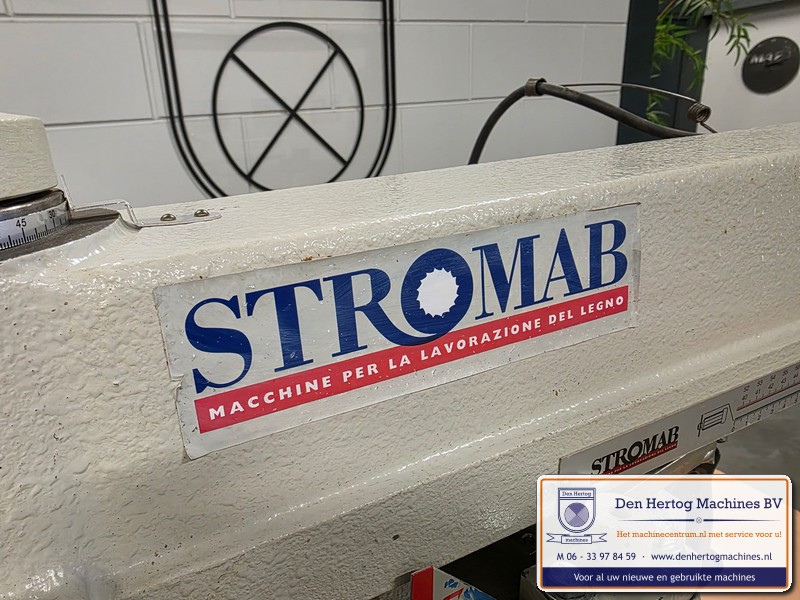 STROMAB
MACCHINE PER LA LAVORAZIONE DEL LEGNO
45
STROMAB
Den Hertog
machines
Den Hertog Machines BV
Het machinecentrum.nl met service voor u!
M 06 - 33 97 84 59 · www.denhertogmachines.nl
Voor al uw nieuwe en gebruikte machines